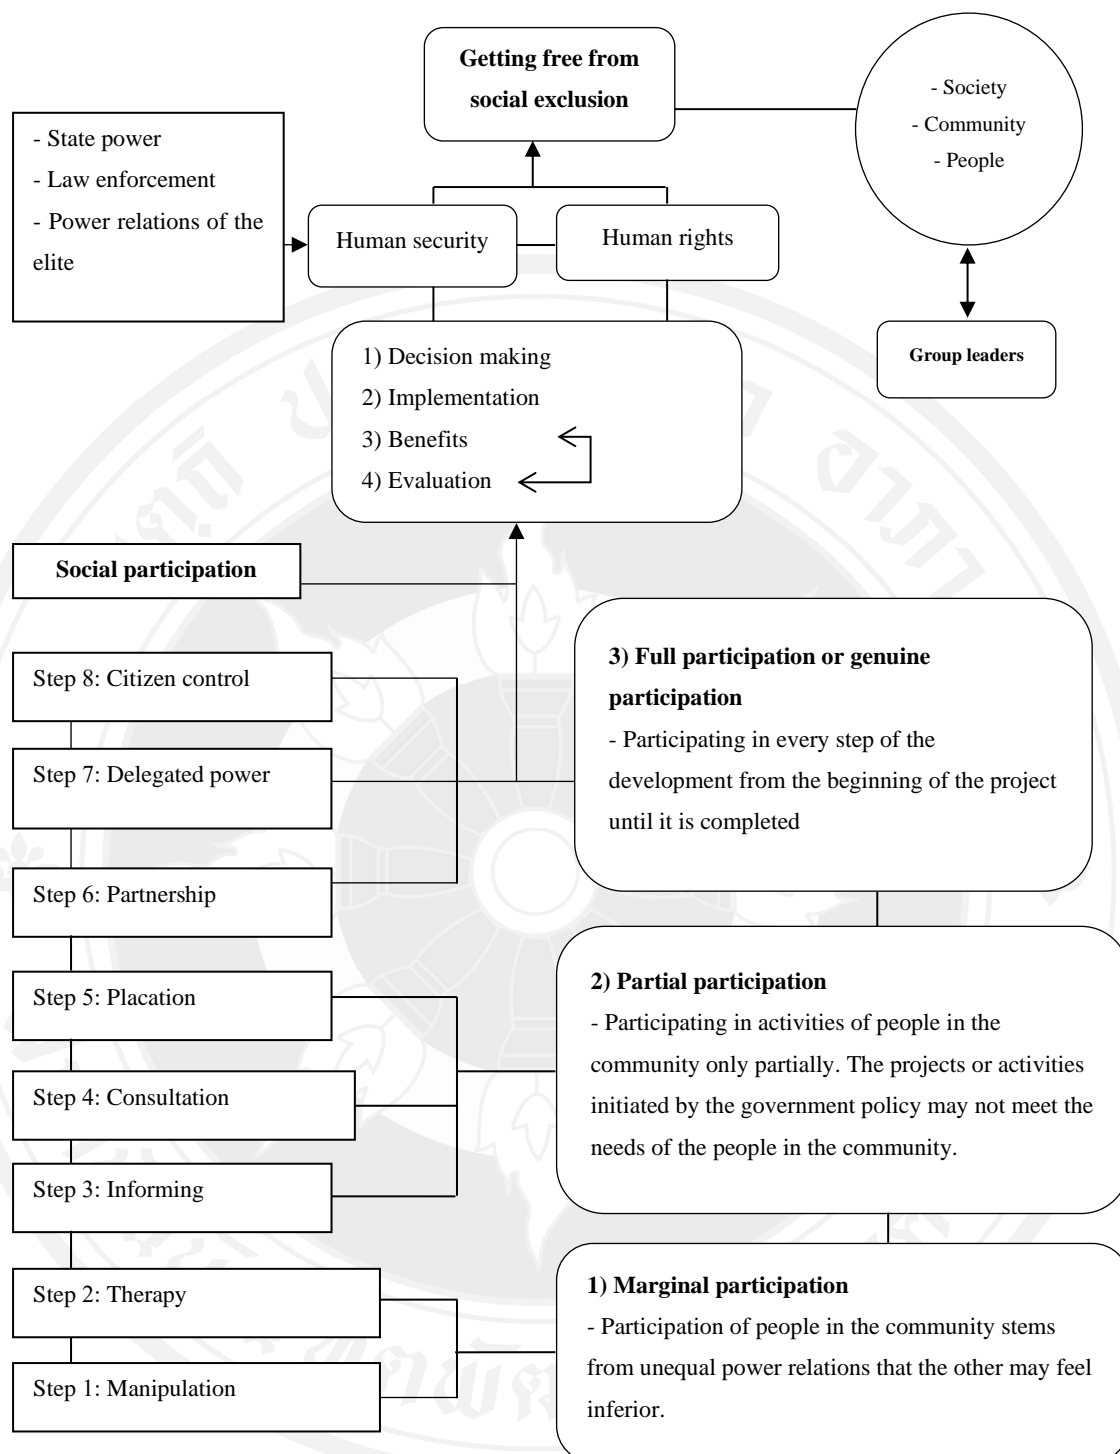 Getting free from
social exclusion
- Society
- Community
- People
- State power
- Law enforcement
- Power relations of the
elite
Human security
Human rights
Group leaders
1) Decision making
2) Implementation
3) Benefits
4) Evaluation
Social participation
Step 8: Citizen control
Step 7: Delegated power
Step 6: Partnership
Step 5: Placation
Step 4: Consultation
Step 3: Informing
Step 2: Therapy
Step 1: Manipulation
3) Full participation or genuine
participation
- Participating in every step of the
development from the beginning of the project
until it is completed
2) Partial participation
- Participating in activities of people in the
community only partially. The projects or activities
initiated by the government policy may not meet the
needs of the people in the community.
1) Marginal participation
- Participation of people in the community stems
from unequal power relations that the other may feel
inferior.